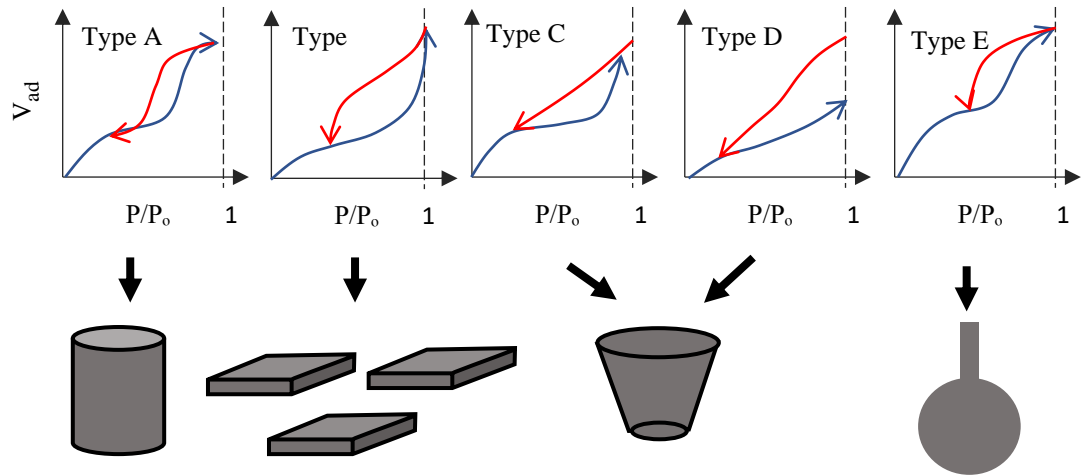 Type A
Type
Type C
Type D
Type E
V_ad
P/P_o 1
P/P_o 1
P/P_o 1
P/P_o 1
P/P_o 1